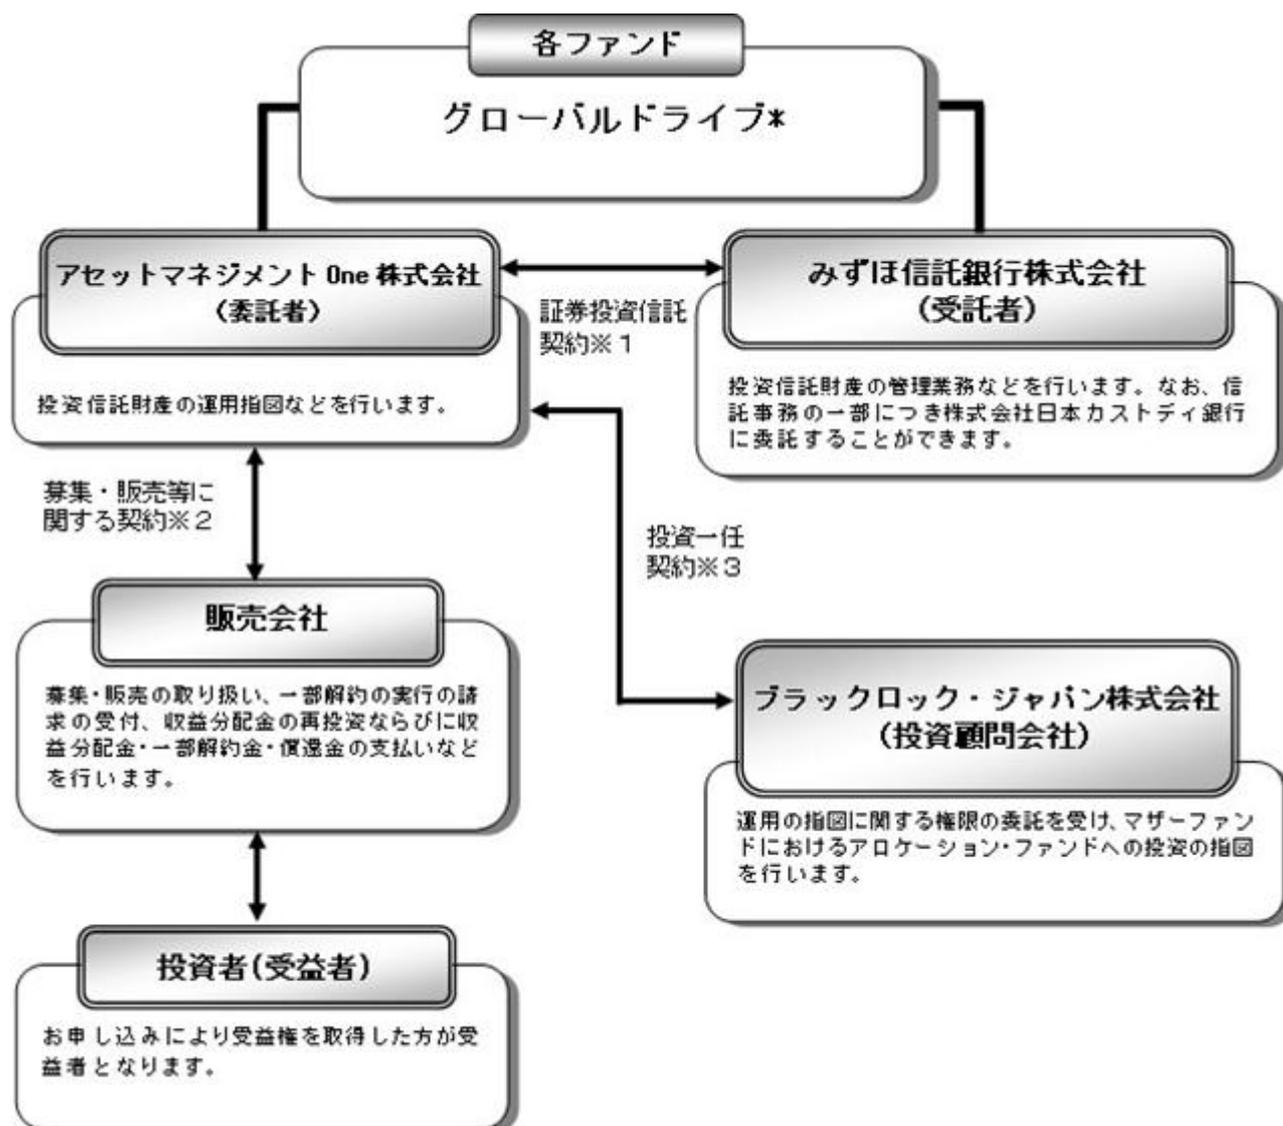 各ファンド
グローバルドライブ*
アセットマネジメント One 株式会社
(委託者)
投資信託財産の運用指図などを行います。
証券投資信託
契約※1
みずほ信託銀行株式会社
(受託者)
投資信託財産の管理業務などを行います。なお、信
託事務の一部につき株式会社日本カストディ銀行
に委託することができます。
募集・販売等に
関する契約※2
投資一任
契約※3
販売会社
募集・販売の取り扱い、一部解約の実行の請
求の受付、収益分配金の再投資ならびに収
益分配金・一部解約金・償還金の支払いなど
を行います。
ブラックロック・ジャパン株式会社
(投資顧問会社)
運用の指図に関する権限の委託を受け、マザーファン
ドにおけるアロケーション・ファンドへの投資の指図
を行います。
投資者(受益者)
お申し込みにより受益権を取得した方が受
益者となります。